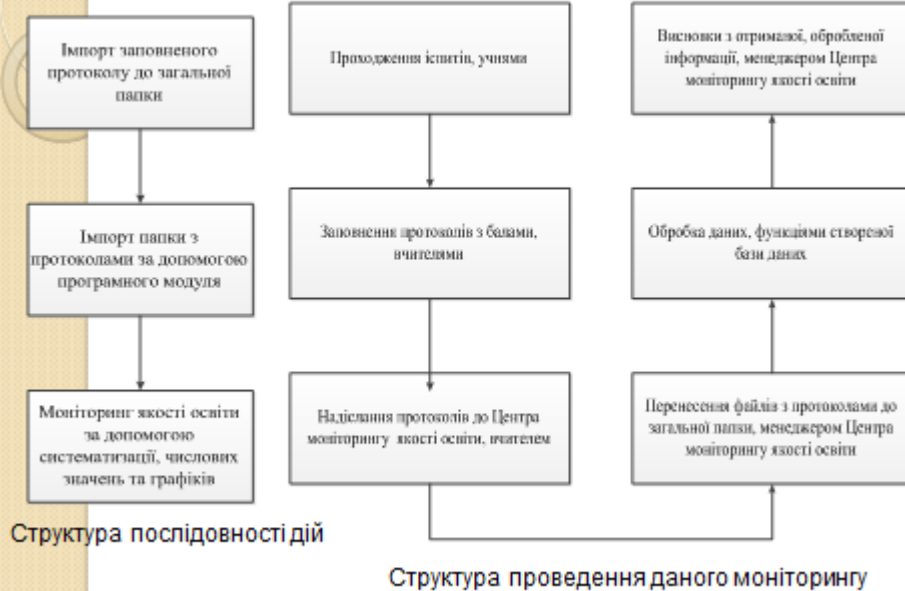 Імпорт заповненого
протоколу до загальної
папки
Імпорт папки з
протоколами за допомогою
програмного модуля
Моніторинг якості освіти
за допомогою
систематизації, числових
значень та графіків
Структура послідовності дій
Проходження іспитів, учнями
Заповнення протоколів з балами,
вчителями
Надіслання протоколів до Центра
моніторингу якості освіти, вчителем
Перенесення файлів з протоколами до
загальної папки, менеджером Центра
моніторингу якості освіти
Обробка даних, функціями створеної
бази даних
Висновки з отриманої, обробленої
інформації, менеджером Центра
моніторингу якості освіти
Структура проведення даного моніторингу